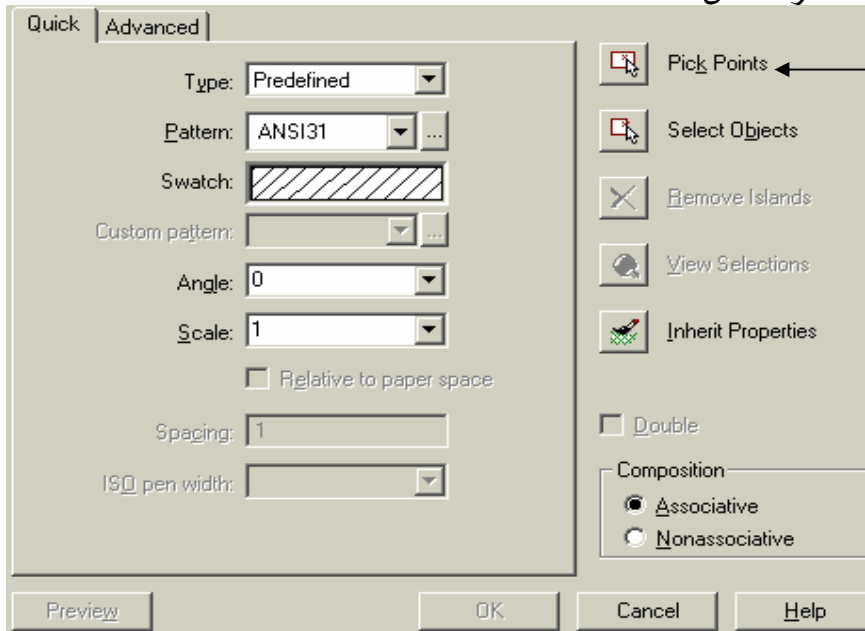 Quick Advanced
Type: Predefined
Pattern: ANSI31 ...
Swatch:
Custom pattern: ...
Angle: 0
Scale: 1
Relative to paper space
Spacing: 1
ISO pen width:
Pick Points
Select Objects
Remove Islands
View Selections
Inherit Properties
Double
Composition
Associative
Nonassociative
Preview OK Cancel Help